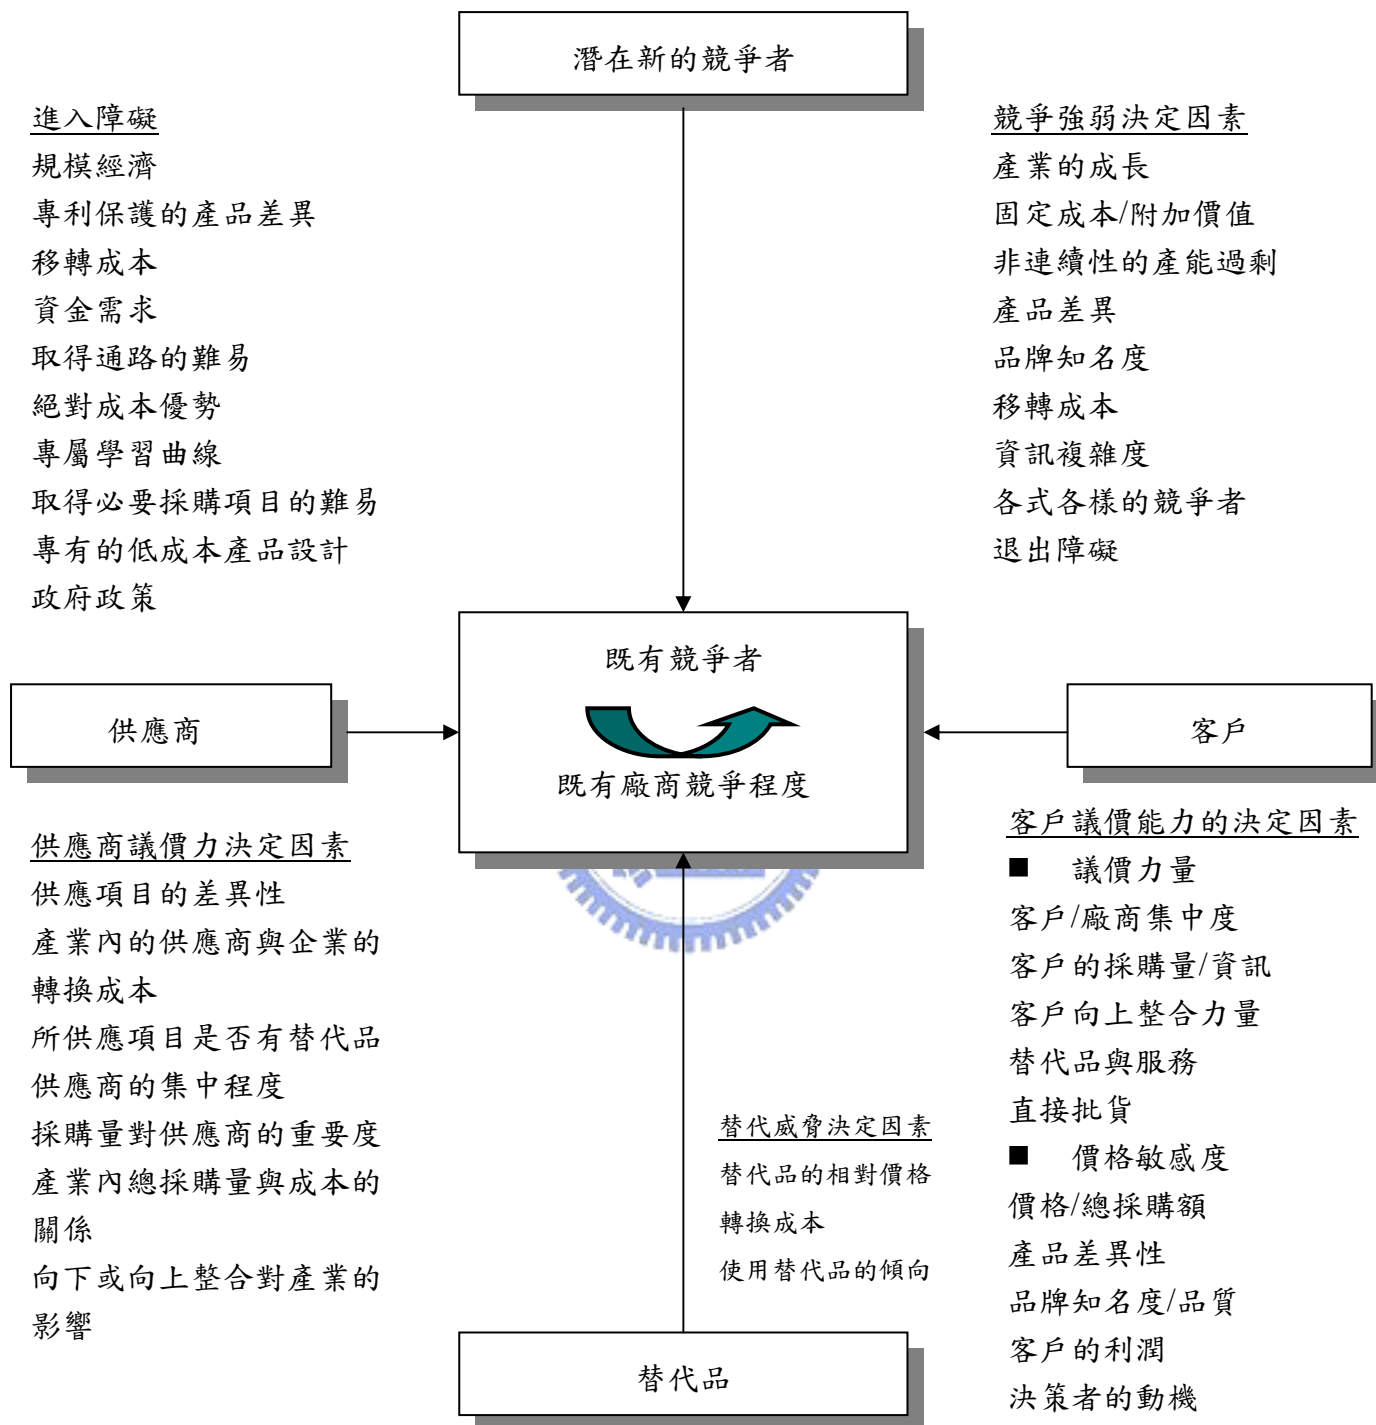 潛在新的競爭者
進入障礙
規模經濟
專利保護的產品差異
移轉成本
資金需求
取得通路的難易
絕對成本優勢
專屬學習曲線
取得必要採購項目的難易
專有的低成本產品設計
政府政策
競爭強弱決定因素
產業的成長
固定成本/附加價值
非連續性的產能過剩
產品差異
品牌知名度
移轉成本
資訊複雜度
各式各樣的競爭者
退出障礙
供應商
既有競爭者
既有廠商競爭程度
客戶
供應商議價力決定因素
供應項目的差異性
產業內的供應商與企業的
轉換成本
所供應項目是否有替代品
供應商的集中程度
採購量對供應商的重要度
產業內總採購量與成本的
關係
向下或向上整合對產業的
影響
替代威脅決定因素
替代品的相對價格
轉換成本
使用替代品的傾向
客戶議價能力的決定因素
■ 議價力量
客戶/廠商集中度
客戶的採購量/資訊
客戶向上整合力量
替代品與服務
直接批貨
■ 價格敏感度
價格/總採購額
產品差異性
品牌知名度/品質
客戶的利潤
決策者的動機
替代品